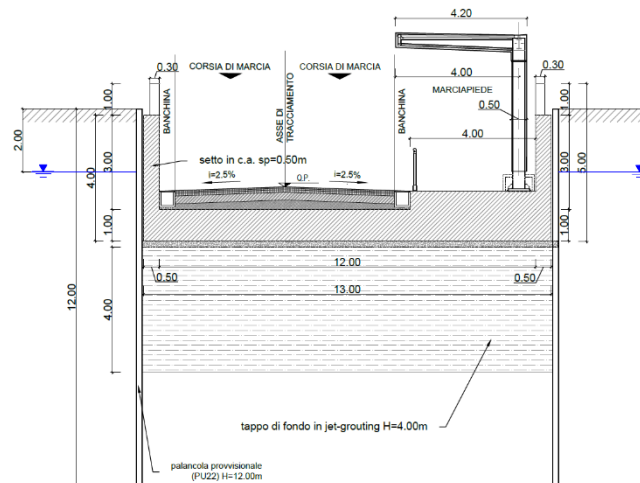 4.20
0.30
CORSIA DI MARCIA
CORSIA DI MARCIA
4.00
0.30
1.00
BANCHINA
ASSE DI
TRACCIAMENTO
BANCHINA
MARCIAPIEDE
1.00
2.00
0.50
4.00
setto in c.a. sp=0.50m
4.00
3.00
i=2.5%
Q.P.
i=2.5%
3.00
1.00
1.00
12.00
0.50
0.50
13.00
12.00
4.00
tappo di fondo in jet-grouting H=4.00m
palancola provvisionale
(PU22) H=12.00m